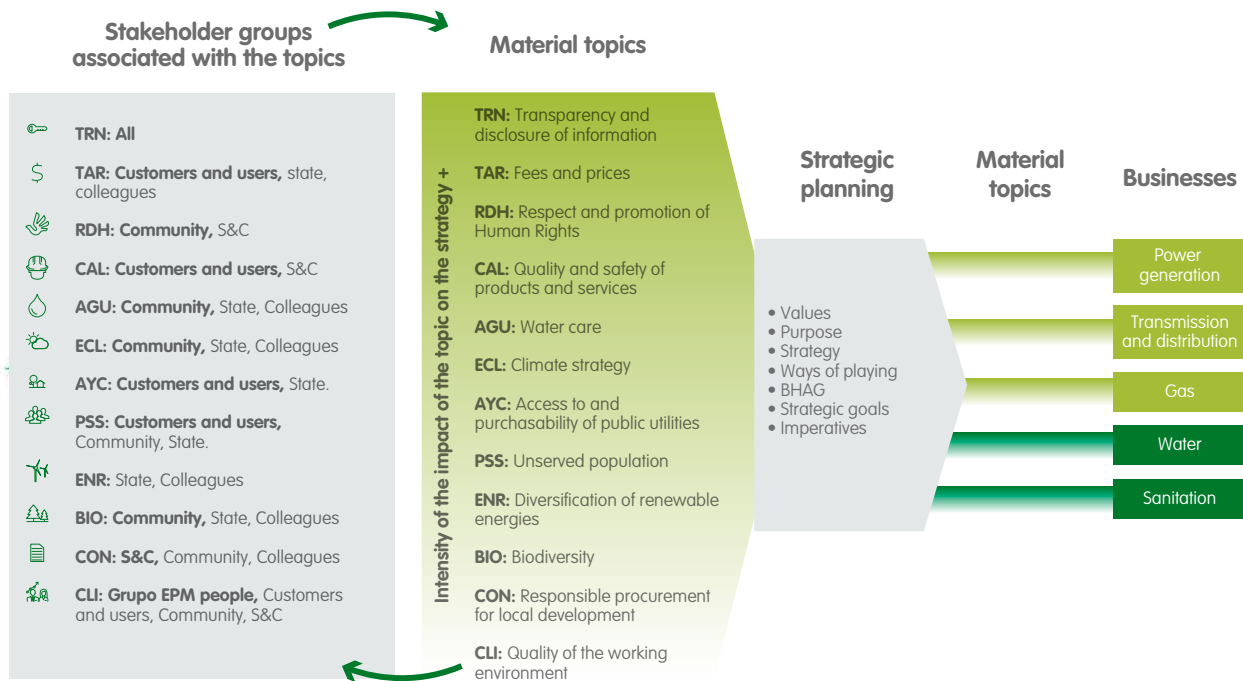 Stakeholder groups
associated with the topics
TRN: All
TAR: Customers and users, state,
colleagues
RDH: Community, S&C
CAL: Customers and users, S&C
AGU: Community, State, Colleagues
ECL: Community, State, Colleagues
AYC: Customers and users, State.
PSS: Customers and users,
Community, State.
ENR: State, Colleagues
BIO: Community, State, Colleagues
CON: S&C, Community, Colleagues
CLI: Grupo EPM people, Customers
and users, Community, S&C
Material topics
Intensity of the impact of the topic on the strategy +
TRN: Transparency and
disclosure of information
TAR: Fees and prices
RDH: Respect and promotion of
Human Rights
CAL: Quality and safety of
products and services
AGU: Water care
ECL: Climate strategy
AYC: Access to and
purchasability of public utilities
PSS: Unserved population
ENR: Diversification of renewable
energies
BIO: Biodiversity
CON: Responsible procurement
for local development
CLI: Quality of the working
environment
Strategic
planning
• Values
• Purpose
• Strategy
• Ways of playing
• BHAG
• Strategic goals
• Imperatives
Material
topics
Businesses
Power
generation
Transmission
and distribution
Gas
Water
Sanitation